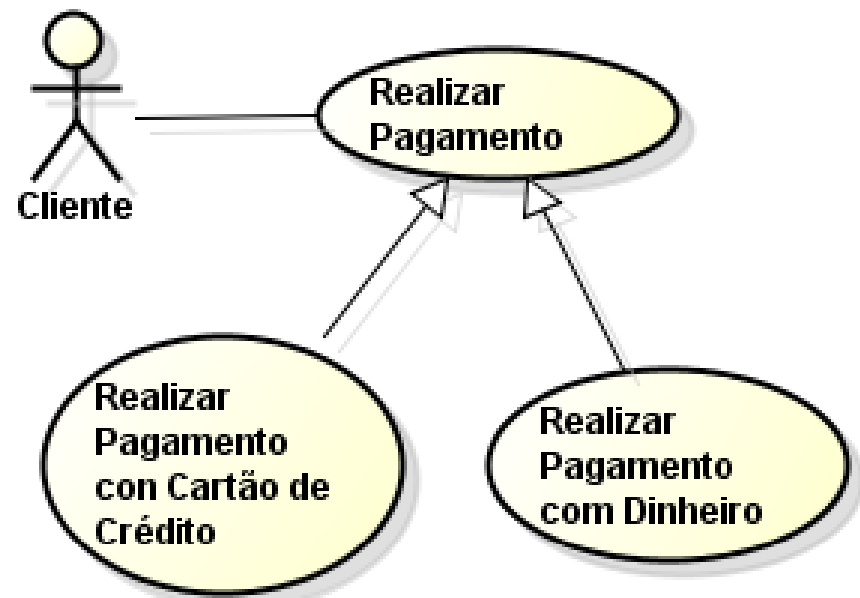 Realizar
Pagamento
Cliente
Realizar
Pagamento
con Cartão de
Crédito
Realizar
Pagamento
com Dinheiro